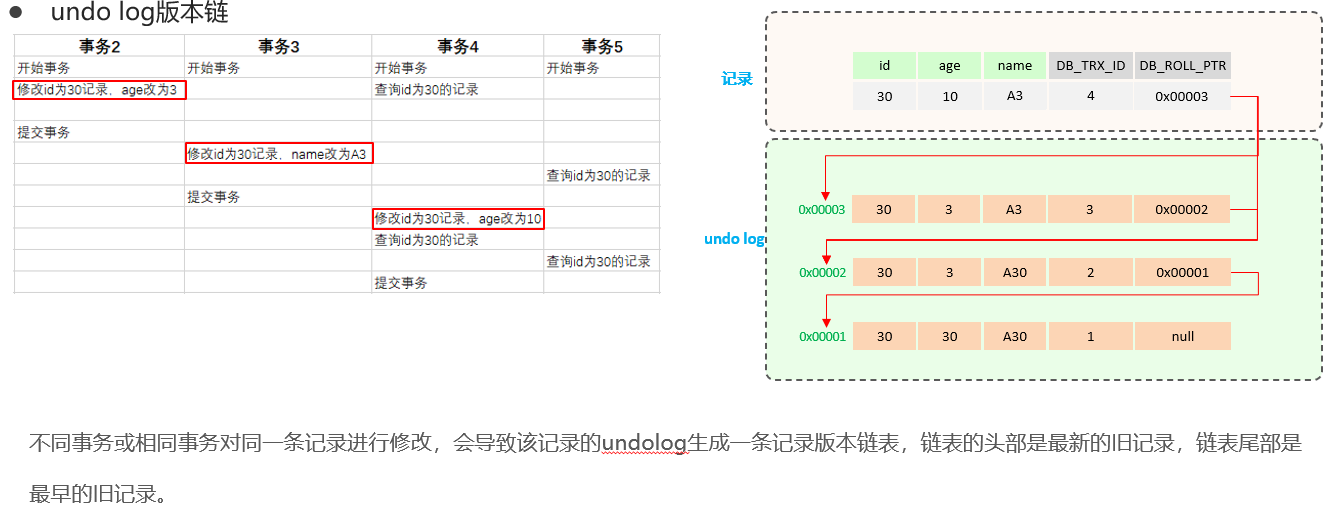 ● undo log版本链
事务2 事务3 事务4 事务5
开始事务 开始事务 开始事务 开始事务
修改id为30记录，age改为3 查询id为30的记录
提交事务
修改id为30记录，name改为A3
查询id为30的记录
提交事务
修改id为30记录，age改为10
查询id为30的记录
查询id为30的记录
提交事务
记录
id age name DB_TRX_ID DB_ROLL_PTR
30 10 A3 4 0x00003
undo log
0x00003 30 3 A3 3 0x00002
0x00002 30 3 A30 2 0x00001
0x00001 30 30 A30 1 null
不同事务或相同事务对同一条记录进行修改，会导致该记录的undolog生成一条记录版本链表，链表的头部是最新的旧记录，链表尾部是
最早的旧记录。